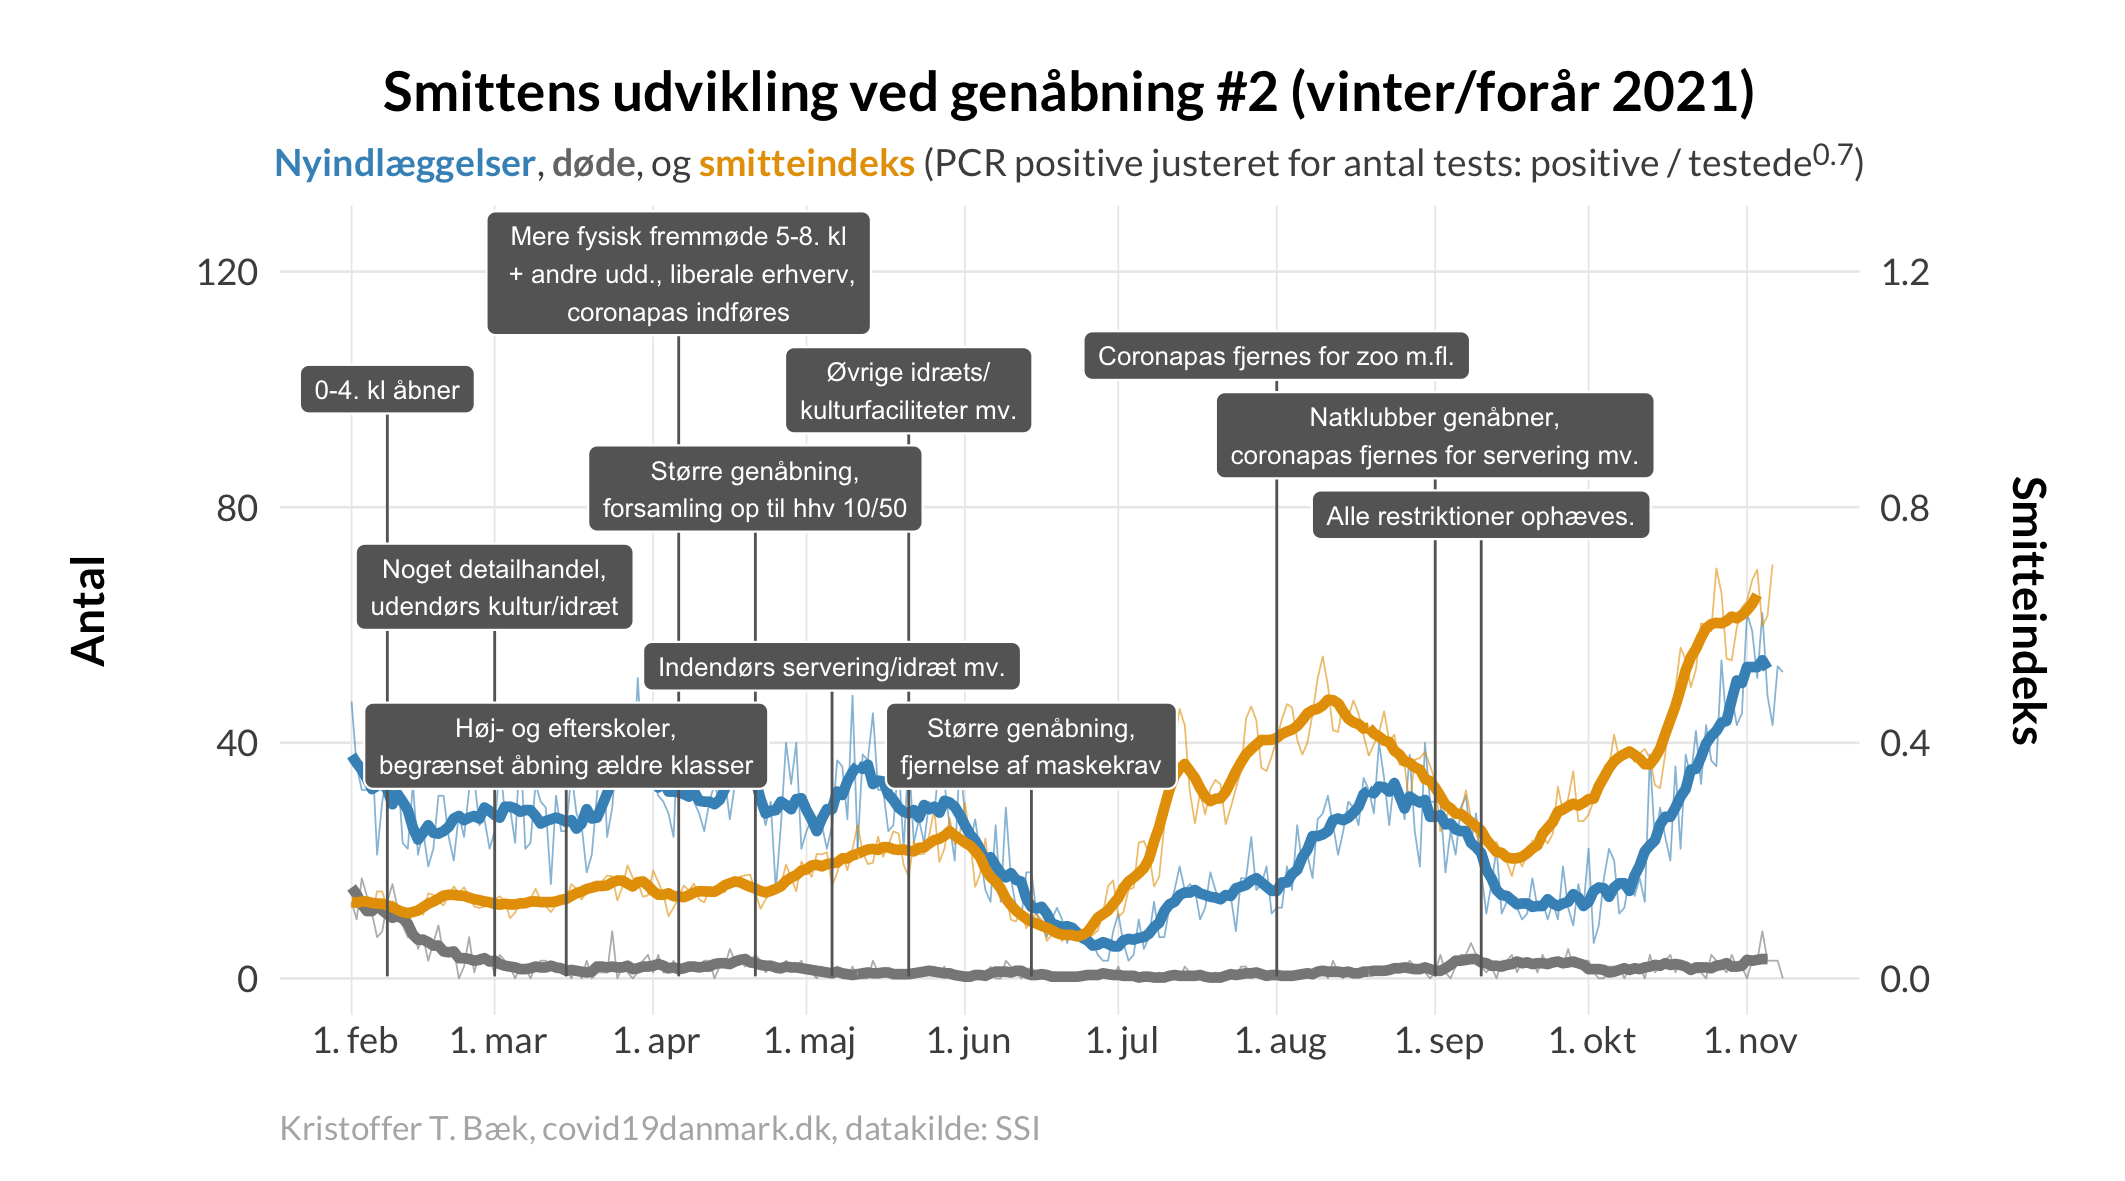 Smittens udvikling ved genåbning #2 (vinter/forår 2021)
Nyindlæggelser, døde, og smitteindeks (PCR positive justeret for antal tests: positive / testede^0.7)
Mere fysisk fremmøde 5-8. kl
+ andre udd., liberale erhverv,
coronapas indføres
0-4. kl åbner
Øvrige idræts/
kulturfaciliteter mv.
Coronapas fjernes for zoo m.fl.
Natklubber genåbner,
coronapas fjernes for servering mv.
Større genåbning,
forsamling op til hhv 10/50
Alle restriktioner ophæves.
Noget detailhandel,
udendørs kultur/idræt
Indendørs servering/idræt mv.
Høj- og efterskoler,
begrænset åbning ældre klasser
Større genåbning,
fjernelse af maskekrav
Antal
120
80
40
0
Smitteindeks
1.2
0.8
0.4
0.0
1. feb
1. mar
1. apr
1. maj
1. jun
1. jul
1. aug
1. sep
1. okt
1. nov
Kristoffer T. Bæk, covid19danmark.dk, datakilde: SSI